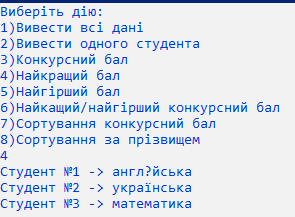 Виберіть дію:
1)Вивести всі дані
2)Вивести одного студента
3)Конкурсний бал
4)Найкращий бал
5)Найгірший бал
6)Найкащий/найгірший конкурсний бал
7)Сортування конкурсний бал
8)Сортування за прізвищем
4
Студент №1 -> англ?йська
Студент №2 -> українська
Студент №3 -> математика